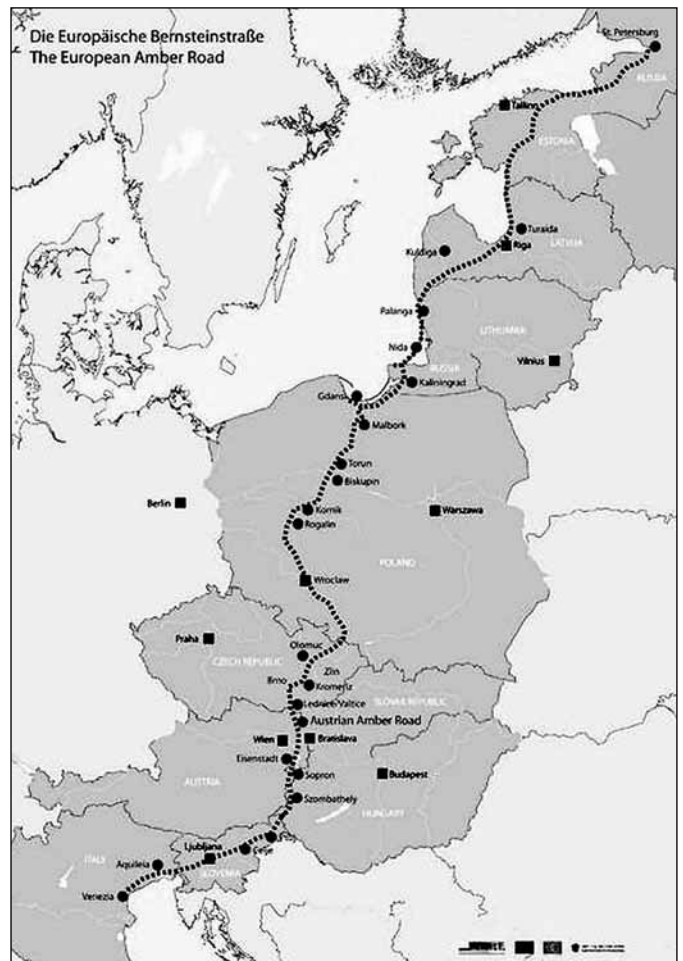 Die Europäische Bernsteinstraße
The European Amber Road
St. Petersburg
RUSSIA
Tallinn
ESTONIA
Turaida
Kuldiga
Riga
LATVIA
Palanga
LITHUANIA
Nida
RUSSIA
Vilnius
Kaliningrad
Gdansk
Malbork
Torun
Biskupin
Berlin
Kornik
Warszawa
Rogalin
POLAND
Wroclaw
Praha
Olomuc
CZECH REPUBLIC
Zlin
Brno
Kromeriz
SLOVAK REPUBLIC
Lednice/Valtice
Austrian Amber Road
Wien
Bratislava
Eisenstadt
Sopron
Budapest
AUSTRIA
Szombathely
HUNGARY
Ljubljana
Celje
ITALY
Aquileia
SLOVENIA
Venezia